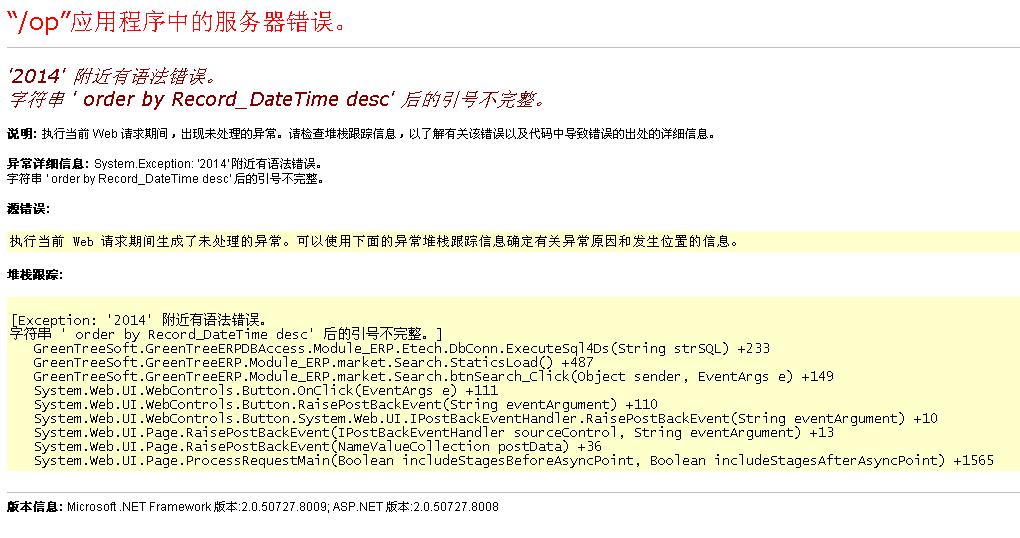 “/op”应用程序中的服务器错误。
'2014' 附近有语法错误。
字符串 ' order by Record_DateTime desc' 后的引号不完整。
说明: 执行当前 Web 请求期间，出现未处理的异常。请检查堆栈跟踪信息，以了解有关该错误以及代码中导致错误的出处的详细信息。
异常详细信息: System.Exception: '2014' 附近有语法错误。
字符串 ' order by Record_DateTime desc' 后的引号不完整。
源错误:
执行当前 Web 请求期间生成了未处理的异常。可以使用下面的异常堆栈跟踪信息确定有关异常原因和发生位置的信息。
堆栈跟踪:
[Exception: '2014' 附近有语法错误。
字符串 ' order by Record_DateTime desc' 后的引号不完整。]
GreenTreeSoft.GreenTreeERPDBAccess.Module_ERP.Etech.DbConn.ExecuteSql4Ds(String strSQL) +233
GreenTreeSoft.GreenTreeERP.Module_ERP.market.Search.StaticsLoad() +487
GreenTreeSoft.GreenTreeERP.Module_ERP.market.Search.btnSearch_Click(Object sender, EventArgs e) +149
System.Web.UI.WebControls.Button.OnClick(EventArgs e) +111
System.Web.UI.WebControls.Button.RaisePostBackEvent(String eventArgument) +110
System.Web.UI.WebControls.Button.System.Web.UI.IPostBackEventHandler.RaisePostBackEvent(String eventArgument) +10
System.Web.UI.Page.RaisePostBackEvent(IPostBackEventHandler sourceControl, String eventArgument) +13
System.Web.UI.Page.RaisePostBackEvent(NameValueCollection postData) +36
System.Web.UI.Page.ProcessRequestMain(Boolean includeStagesBeforeAsyncPoint, Boolean includeStagesAfterAsyncPoint) +1565
版本信息: Microsoft .NET Framework 版本:2.0.50727.8009; ASP.NET 版本:2.0.50727.8008